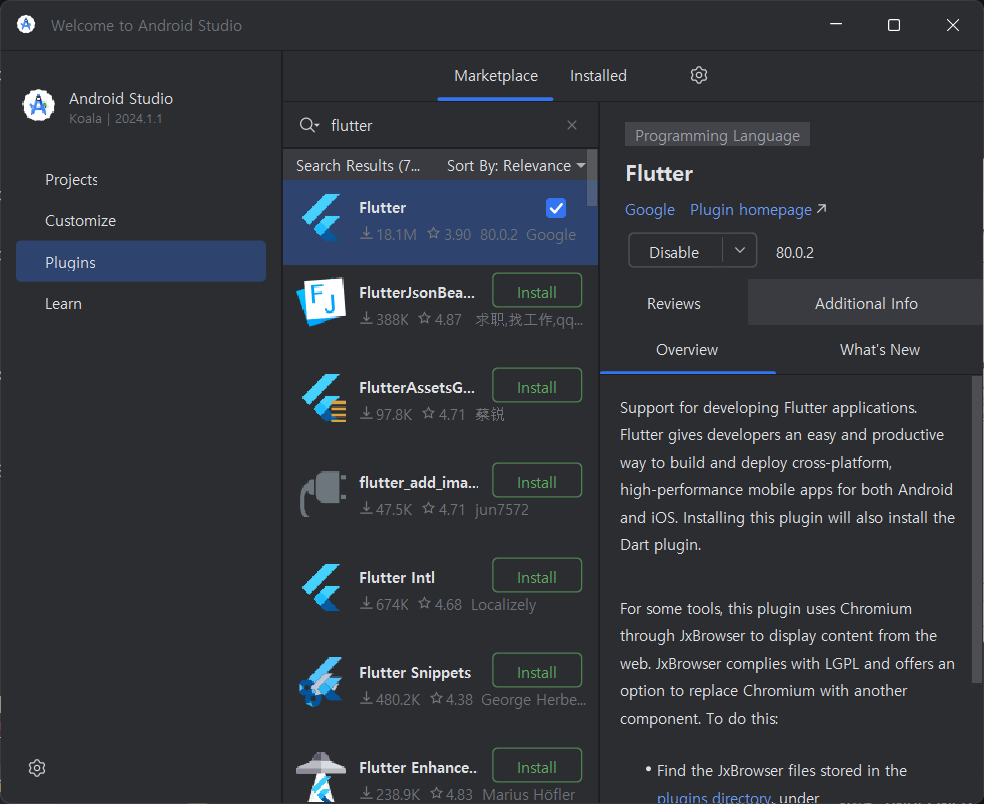 Welcome to Android Studio
Android Studio
Koala | 2024.1.1
Projects
Customize
Plugins
Learn
Marketplace
Installed
flutter
Search Results (7...
Sort By: Relevance
Flutter
18.1M 3.90 80.0.2 Google
FlutterJsonBea...
Install
388K 4.87 求职,找工作,qq...
FlutterAssetsG...
Install
97.8K 4.71 蔡锐
flutter_add_ima...
Install
47.5K 4.71 jun7572
Flutter Intl
Install
674K 4.68 Localizely
Flutter Snippets
Install
480.2K 4.38 George Herbe...
Flutter Enhance...
Install
238.9K 4.83 Marius Höfler
Programming Language
Flutter
Google Plugin homepage ↗
Disable
80.0.2
Reviews
Additional Info
Overview
What's New
Support for developing Flutter applications.
Flutter gives developers an easy and productive
way to build and deploy cross-platform,
high-performance mobile apps for both Android
and iOS. Installing this plugin will also install the
Dart plugin.
For some tools, this plugin uses Chromium
through JxBrowser to display content from the
web. JxBrowser complies with LGPL and offers an
option to replace Chromium with another
component. To do this:
• Find the JxBrowser files stored in the
plugins directory, under